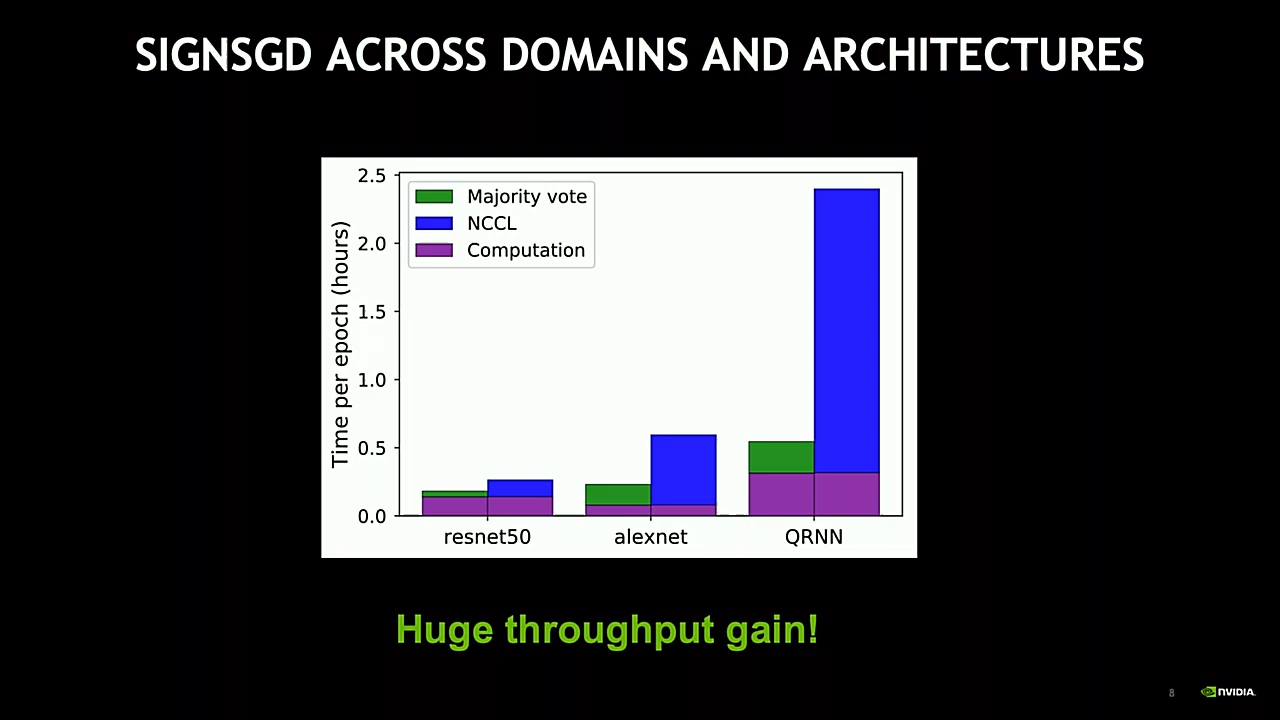 SIGNSGD ACROSS DOMAINS AND ARCHITECTURES
Time per epoch (hours)
2.5
2.0
1.5
1.0
0.5
0.0
Majority vote
NCCL
Computation
resnet50
alexnet
QRNN
Huge throughput gain!
8
NVIDIA.